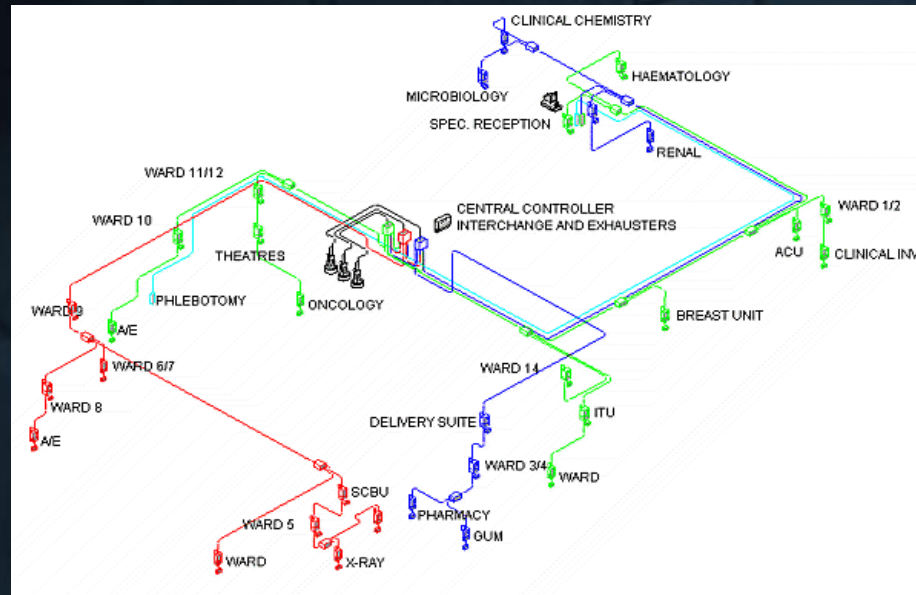 CLINICAL CHEMISTRY
HAEMATOLOGY
MICROBIOLOGY
SPEC. RECEPTION
RENAL
WARD 11/12
WARD 10
CENTRAL CONTROLLER
INTERCHANGE AND EXHAUSTERS
WARD 1/2
ACU
CLINICAL INV
THEATRES
PHLEBOTOMY
ONCOLOGY
WARD 9
A/E
BREAST UNIT
WARD 6/7
WARD 14
WARD 8
DELIVERY SUITE
ITU
A/E
WARD 3/4
WARD
SCBU
PHARMACY
WARD 5
GUM
WARD
X-RAY